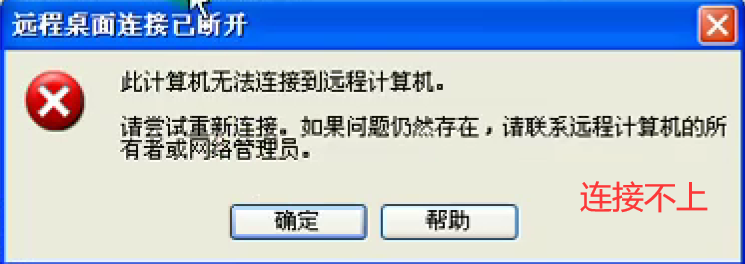 远程桌面连接已断开
此计算机无法连接到远程计算机。
请尝试重新连接。如果问题仍然存在，请联系远程计算机的所
有者或网络管理员。
连接不上
确定 帮助